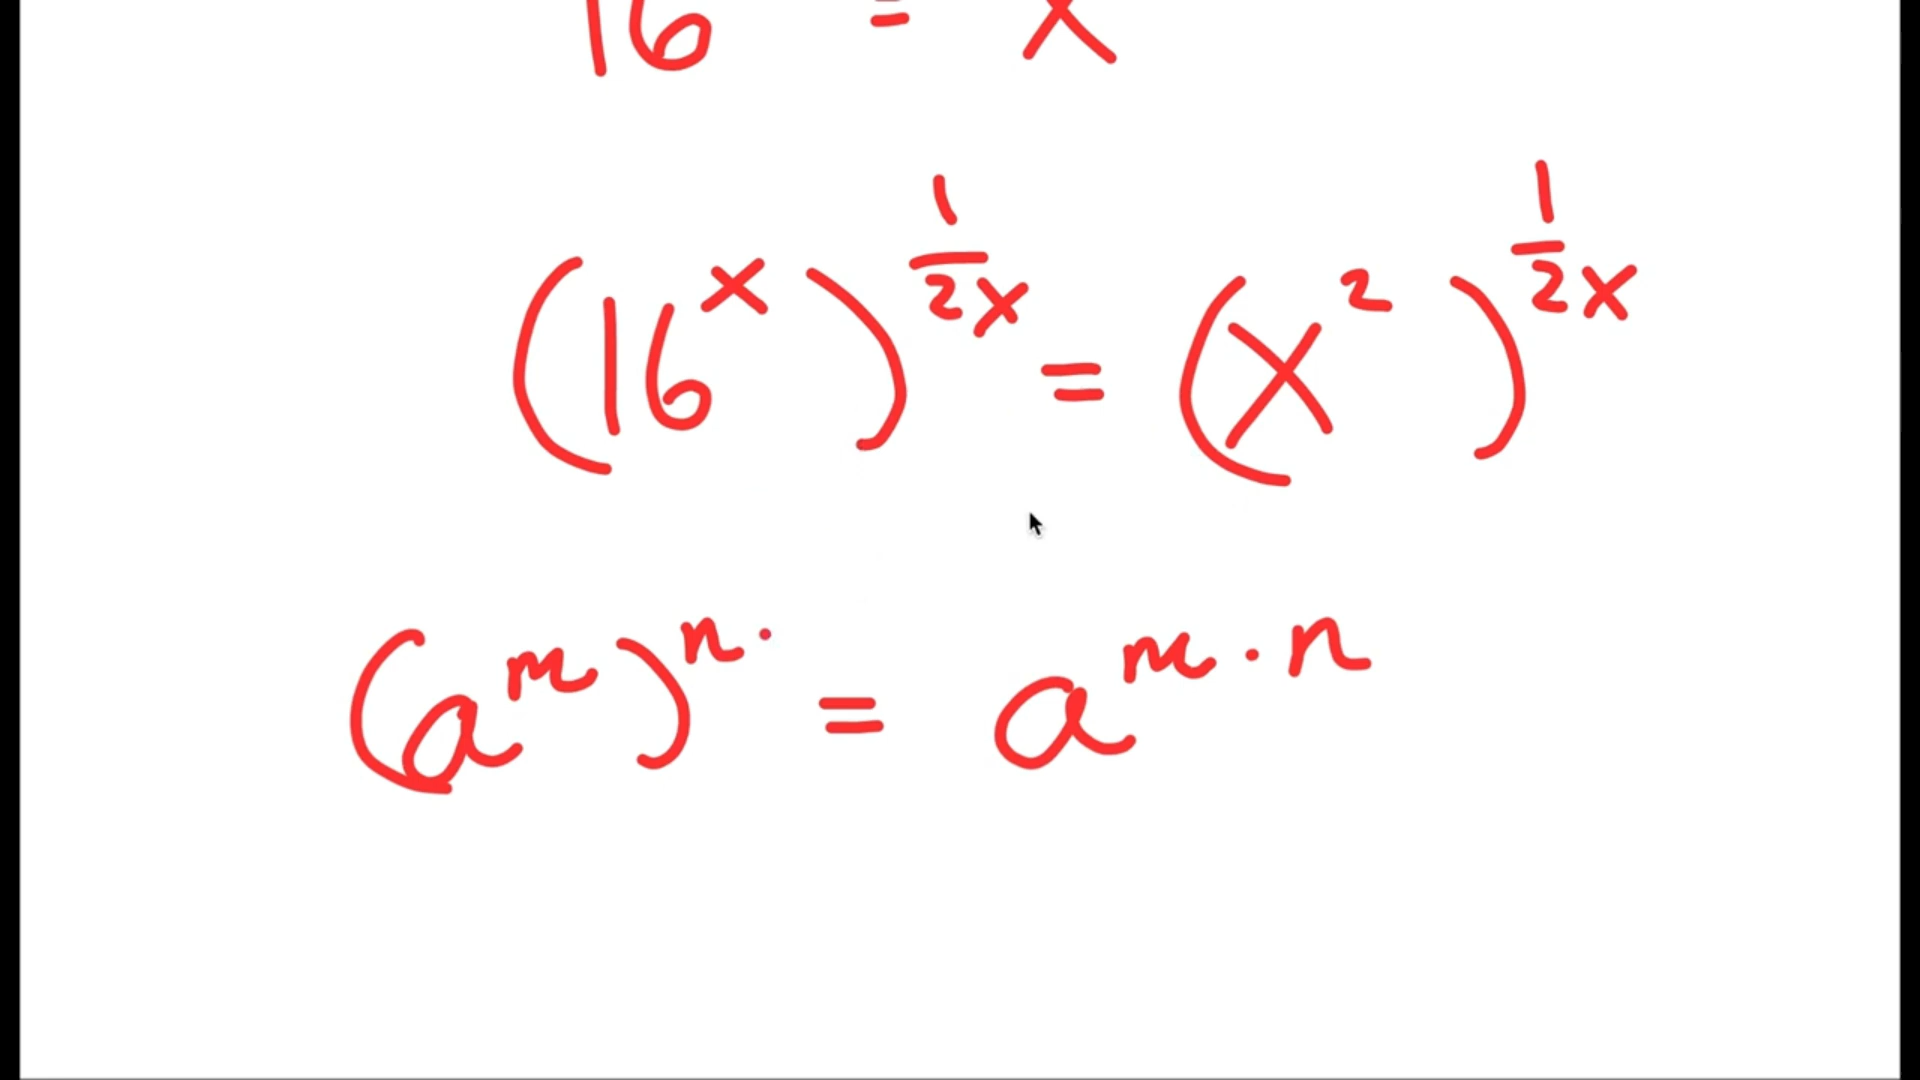 16 = x
(16^x)^(1/2x) = (x^2)^(1/2x)
(a^m)^n· = a^m·n